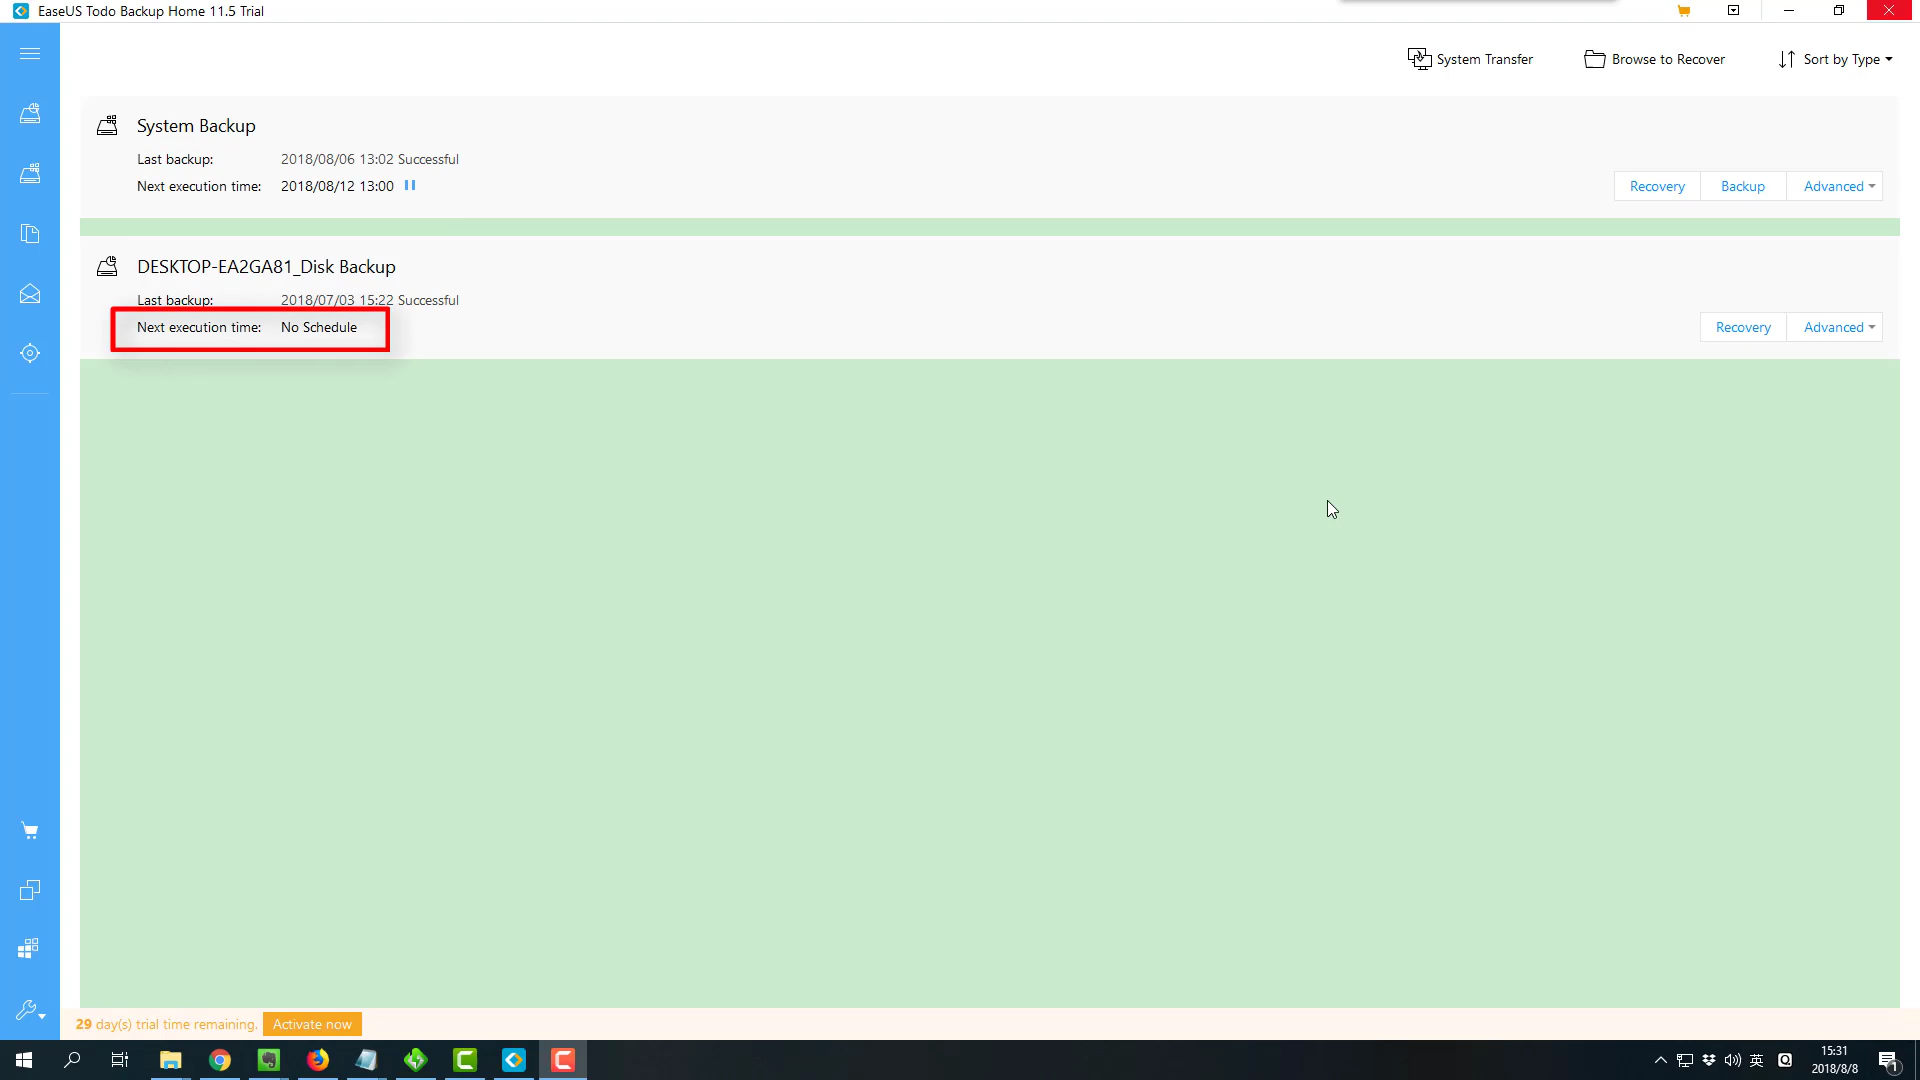 EaseUS Todo Backup Home 11.5 Trial
System Transfer Browse to Recover Sort by Type
System Backup
Last backup: 2018/08/06 13:02 Successful
Next execution time: 2018/08/12 13:00
Recovery Backup Advanced
DESKTOP-EA2GA81_Disk Backup
Last backup: 2018/07/03 15:22 Successful
Next execution time: No Schedule
Recovery Advanced
29 day(s) trial time remaining. Activate now
英
15:31
2018/8/8
1